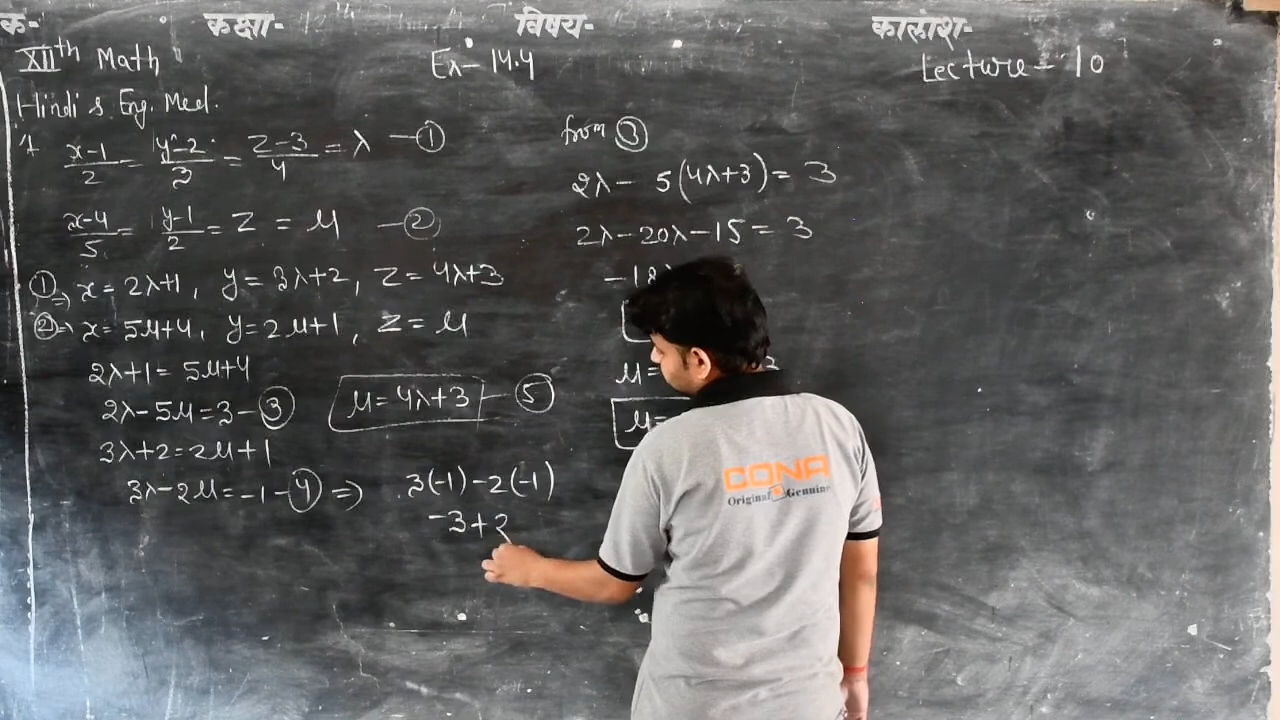 क- कक्षा- विषय- कालांश-
XIIth Math Ex- 14.4 Lecture - 10
Hindi & Eng. Med.
x-1/2 = y-2/3 = z-3/4 = λ —①
x-4/5 = y-1/2 = z = μ —②
① ⇒ x = 2λ+1, y = 3λ+2, z = 4λ+3
② ⇒ x = 5μ+4, y = 2μ+1, z = μ
2λ+1 = 5μ+4
2λ-5μ = 3 - ③
μ = 4λ+3 - ⑤
3λ+2 = 2μ+1
3λ-2μ = -1 - ④ ⇒ 3(-1) -2(-1)
-3+2
from ③
2λ - 5(4λ+3) = 3
2λ-20λ-15 = 3
-18λ
μ=
μ=
CONA
Original Genuine